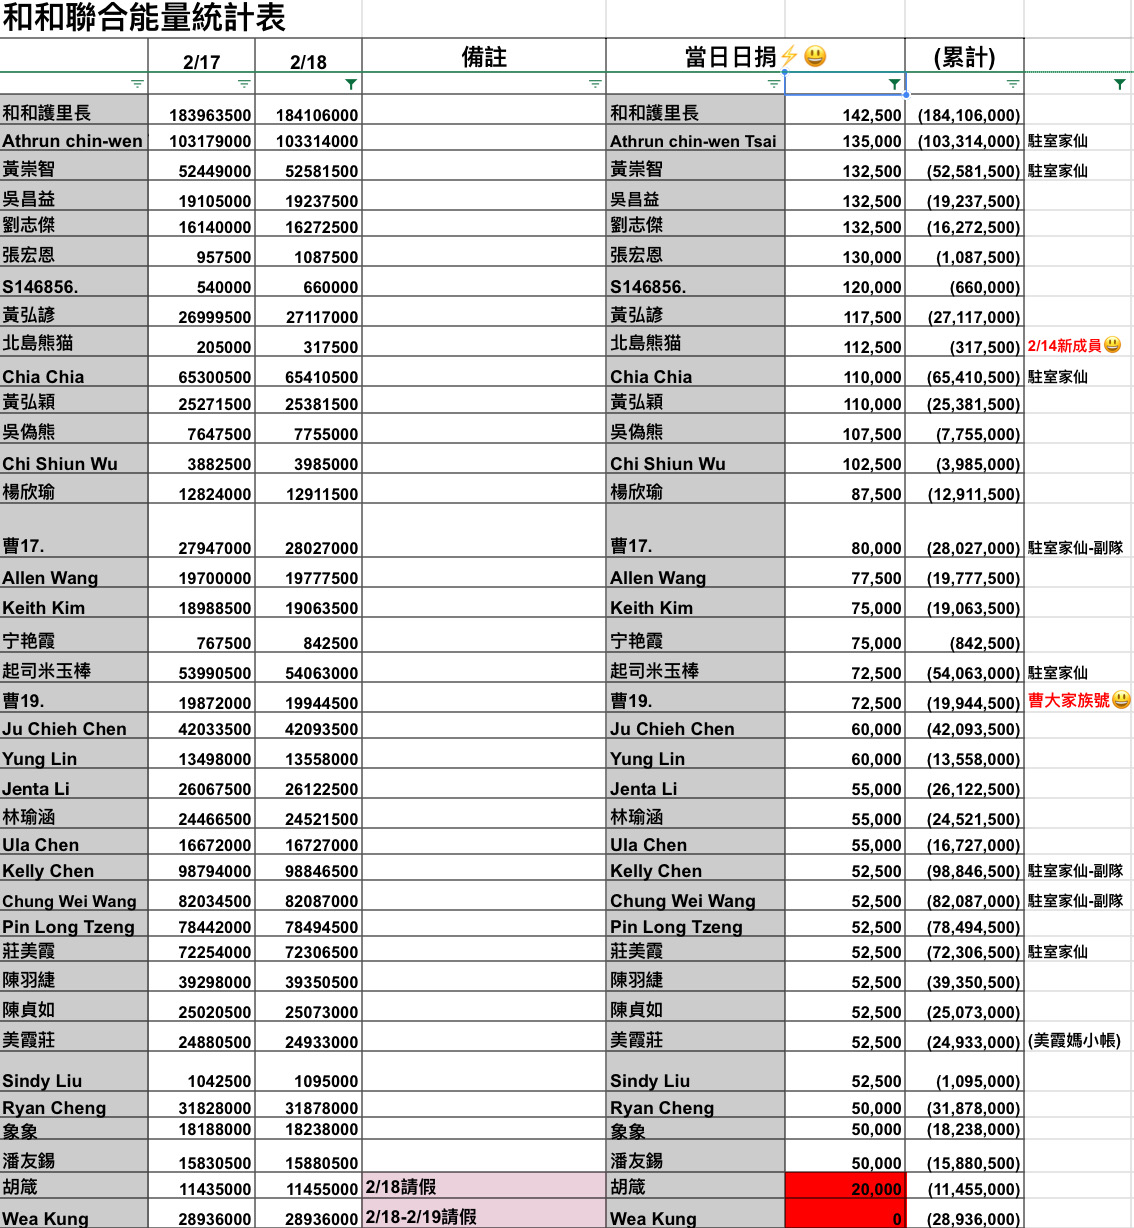 和和聯合能量統計表
2/17 2/18 備註 當日日捐⚡😃 (累計)
和和護里長 183963500 184106000 和和護里長 142,500 (184,106,000)
Athrun chin-wen 103179000 103314000 Athrun chin-wen Tsai 135,000 (103,314,000) 駐室家仙
黃崇智 52449000 52581500 黃崇智 132,500 (52,581,500) 駐室家仙
吳昌益 19105000 19237500 吳昌益 132,500 (19,237,500)
劉志傑 16140000 16272500 劉志傑 132,500 (16,272,500)
張宏恩 957500 1087500 張宏恩 130,000 (1,087,500)
S146856. 540000 660000 S146856. 120,000 (660,000)
黃弘諺 26999500 27117000 黃弘諺 117,500 (27,117,000)
北島熊猫 205000 317500 北島熊猫 112,500 (317,500) 2/14新成員😃
Chia Chia 65300500 65410500 Chia Chia 110,000 (65,410,500) 駐室家仙
黃弘穎 25271500 25381500 黃弘穎 110,000 (25,381,500)
吳偽熊 7647500 7755000 吳偽熊 107,500 (7,755,000)
Chi Shiun Wu 3882500 3985000 Chi Shiun Wu 102,500 (3,985,000)
楊欣瑜 12824000 12911500 楊欣瑜 87,500 (12,911,500)
曹17. 27947000 28027000 曹17. 80,000 (28,027,000) 駐室家仙-副隊
Allen Wang 19700000 19777500 Allen Wang 77,500 (19,777,500)
Keith Kim 18988500 19063500 Keith Kim 75,000 (19,063,500)
宁艳霞 767500 842500 宁艳霞 75,000 (842,500)
起司米玉棒 53990500 54063000 起司米玉棒 72,500 (54,063,000) 駐室家仙
曹19. 19872000 19944500 曹19. 72,500 (19,944,500) 曹大家族號😃
Ju Chieh Chen 42033500 42093500 Ju Chieh Chen 60,000 (42,093,500)
Yung Lin 13498000 13558000 Yung Lin 60,000 (13,558,000)
Jenta Li 26067500 26122500 Jenta Li 55,000 (26,122,500)
林瑜涵 24466500 24521500 林瑜涵 55,000 (24,521,500)
Ula Chen 16672000 16727000 Ula Chen 55,000 (16,727,000)
Kelly Chen 98794000 98846500 Kelly Chen 52,500 (98,846,500) 駐室家仙-副隊
Chung Wei Wang 82034500 82087000 Chung Wei Wang 52,500 (82,087,000) 駐室家仙-副隊
Pin Long Tzeng 78442000 78494500 Pin Long Tzeng 52,500 (78,494,500)
莊美霞 72254000 72306500 莊美霞 52,500 (72,306,500) 駐室家仙
陳羽緁 39298000 39350500 陳羽緁 52,500 (39,350,500)
陳貞如 25020500 25073000 陳貞如 52,500 (25,073,000)
美霞莊 24880500 24933000 美霞莊 52,500 (24,933,000) (美霞媽小帳)
Sindy Liu 1042500 1095000 Sindy Liu 52,500 (1,095,000)
Ryan Cheng 31828000 31878000 Ryan Cheng 50,000 (31,878,000)
象象 18188000 18238000 象象 50,000 (18,238,000)
潘友錫 15830500 15880500 潘友錫 50,000 (15,880,500)
胡箴 11435000 11455000 2/18請假 胡箴 20,000 (11,455,000)
Wea Kung 28936000 28936000 2/18-2/19請假 Wea Kung 0 (28,936,000)